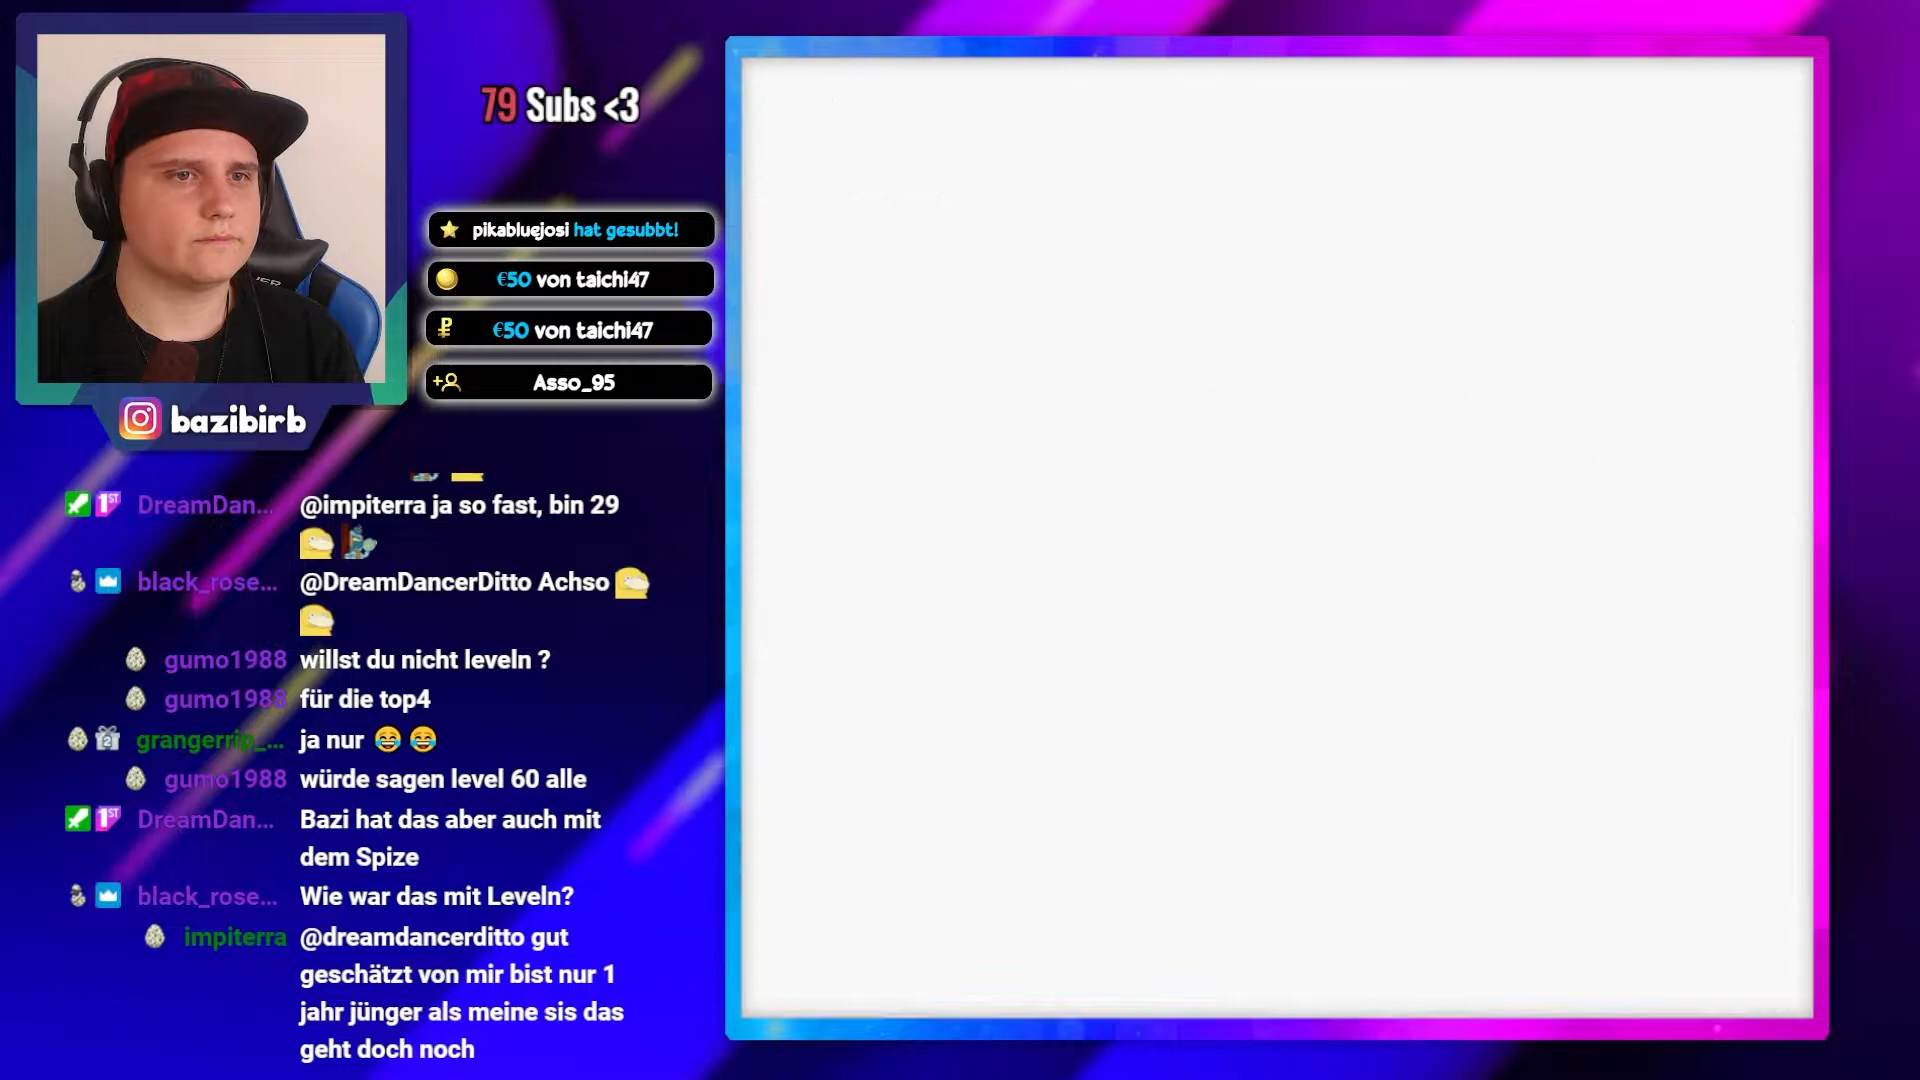 79 Subs <3
pikabluejosi hat gesubbt!
€50 von taichi47
€50 von taichi47
Asso_95
bazibirb
DreamDan... @impiterra ja so fast, bin 29
black_rose... @DreamDancerDitto Achso
gumo1988 willst du nicht leveln ?
gumo1988 für die top4
grangerrip_... ja nur 😂 😂
gumo1988 würde sagen level 60 alle
DreamDan... Bazi hat das aber auch mit
dem Spize
black_rose... Wie war das mit Leveln?
impiterra @dreamdancerditto gut
geschätzt von mir bist nur 1
jahr jünger als meine sis das
geht doch noch